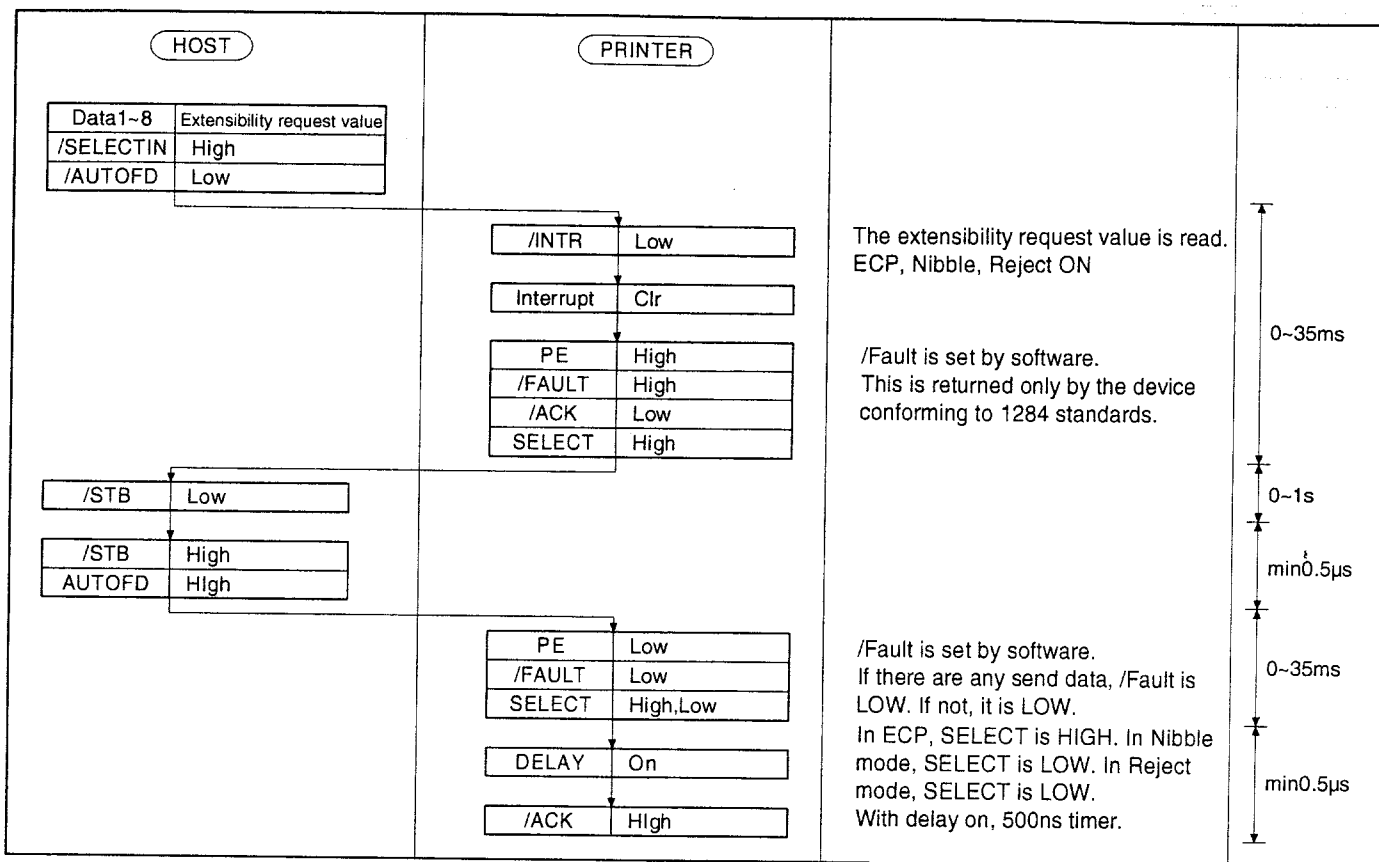 HOST
PRINTER
Data1~8 Extensibility request value
/SELECTIN High
/AUTOFD Low
/INTR Low
The extensibility request value is read.
ECP, Nibble, Reject ON
Interrupt Clr
0~35ms
PE High
/FAULT High
/ACK Low
SELECT High
/Fault is set by software.
This is returned only by the device
conforming to 1284 standards.
/STB Low
0~1s
/STB High
AUTOFD HIgh
min0.5µs
PE Low
/FAULT Low
SELECT High,Low
/Fault is set by software.
If there are any send data, /Fault is
LOW. If not, it is LOW.
0~35ms
In ECP, SELECT is HIGH. In Nibble
mode, SELECT is LOW. In Reject
mode, SELECT is LOW.
With delay on, 500ns timer.
DELAY On
/ACK HIgh
min0.5µs